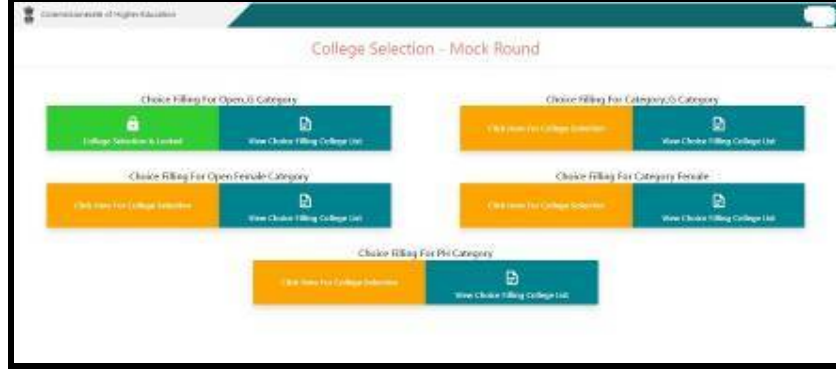 Commissionerate of Higher Education
College Selection - Mock Round
Choice Filling For Open,G Category
College Selection is Locked
View Choice Filling College List
Choice Filling For Category,G Category
Click Here For College Selection
View Choice Filling College List
Choice Filling For Open Female Category
Click Here For College Selection
View Choice Filling College List
Choice Filling For Category Female
Click Here For College Selection
View Choice Filling College List
Choice Filling For PH Category
Click Here For College Selection
View Choice Filling College List